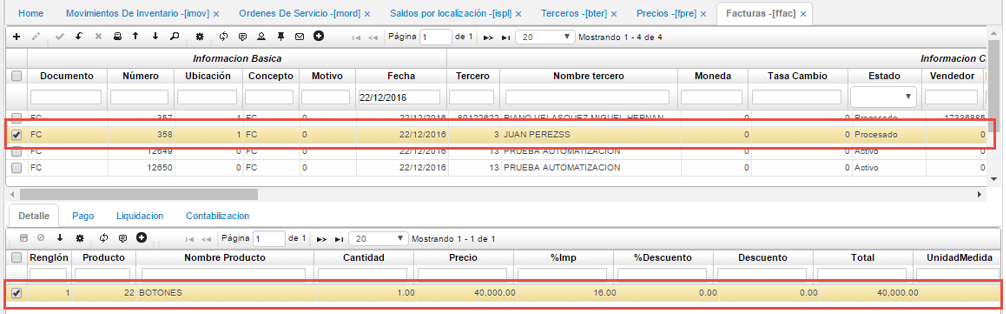 Home Movimientos De Inventario -[imov] × Ordenes De Servicio -[mord] × Saldos por localización -[ispl] × Terceros -[bter] × Precios -[fpre] × Facturas -[ffac] ×
Página 1 de 1 20 Mostrando 1 - 4 de 4
Informacion Basica Informacion C
Documento Número Ubicación Concepto Motivo Fecha Tercero Nombre tercero Moneda Tasa Cambio Estado Vendedor
22/12/2016
FC 357 1 FC 0 22/12/2016 80122622 RIANO VELASQUEZ MIGUEL HERNAN 0 0 Procesado 17336885
FC 358 1 FC 0 22/12/2016 3 JUAN PEREZSS 0 0 Procesado 0
FC 12649 0 FC 0 22/12/2016 13 PRUEBA AUTOMATIZACION 0 0 Activo 0
FC 12650 0 FC 0 22/12/2016 13 PRUEBA AUTOMATIZACION 0 0 Activo 0
Detalle Pago Liquidacion Contabilizacion
Página 1 de 1 20 Mostrando 1 - 1 de 1
Renglón Producto Nombre Producto Cantidad Precio %Imp %Descuento Descuento Total UnidadMedida
1 22 BOTONES 1.00 40,000.00 16.00 0.00 0.00 40,000.00